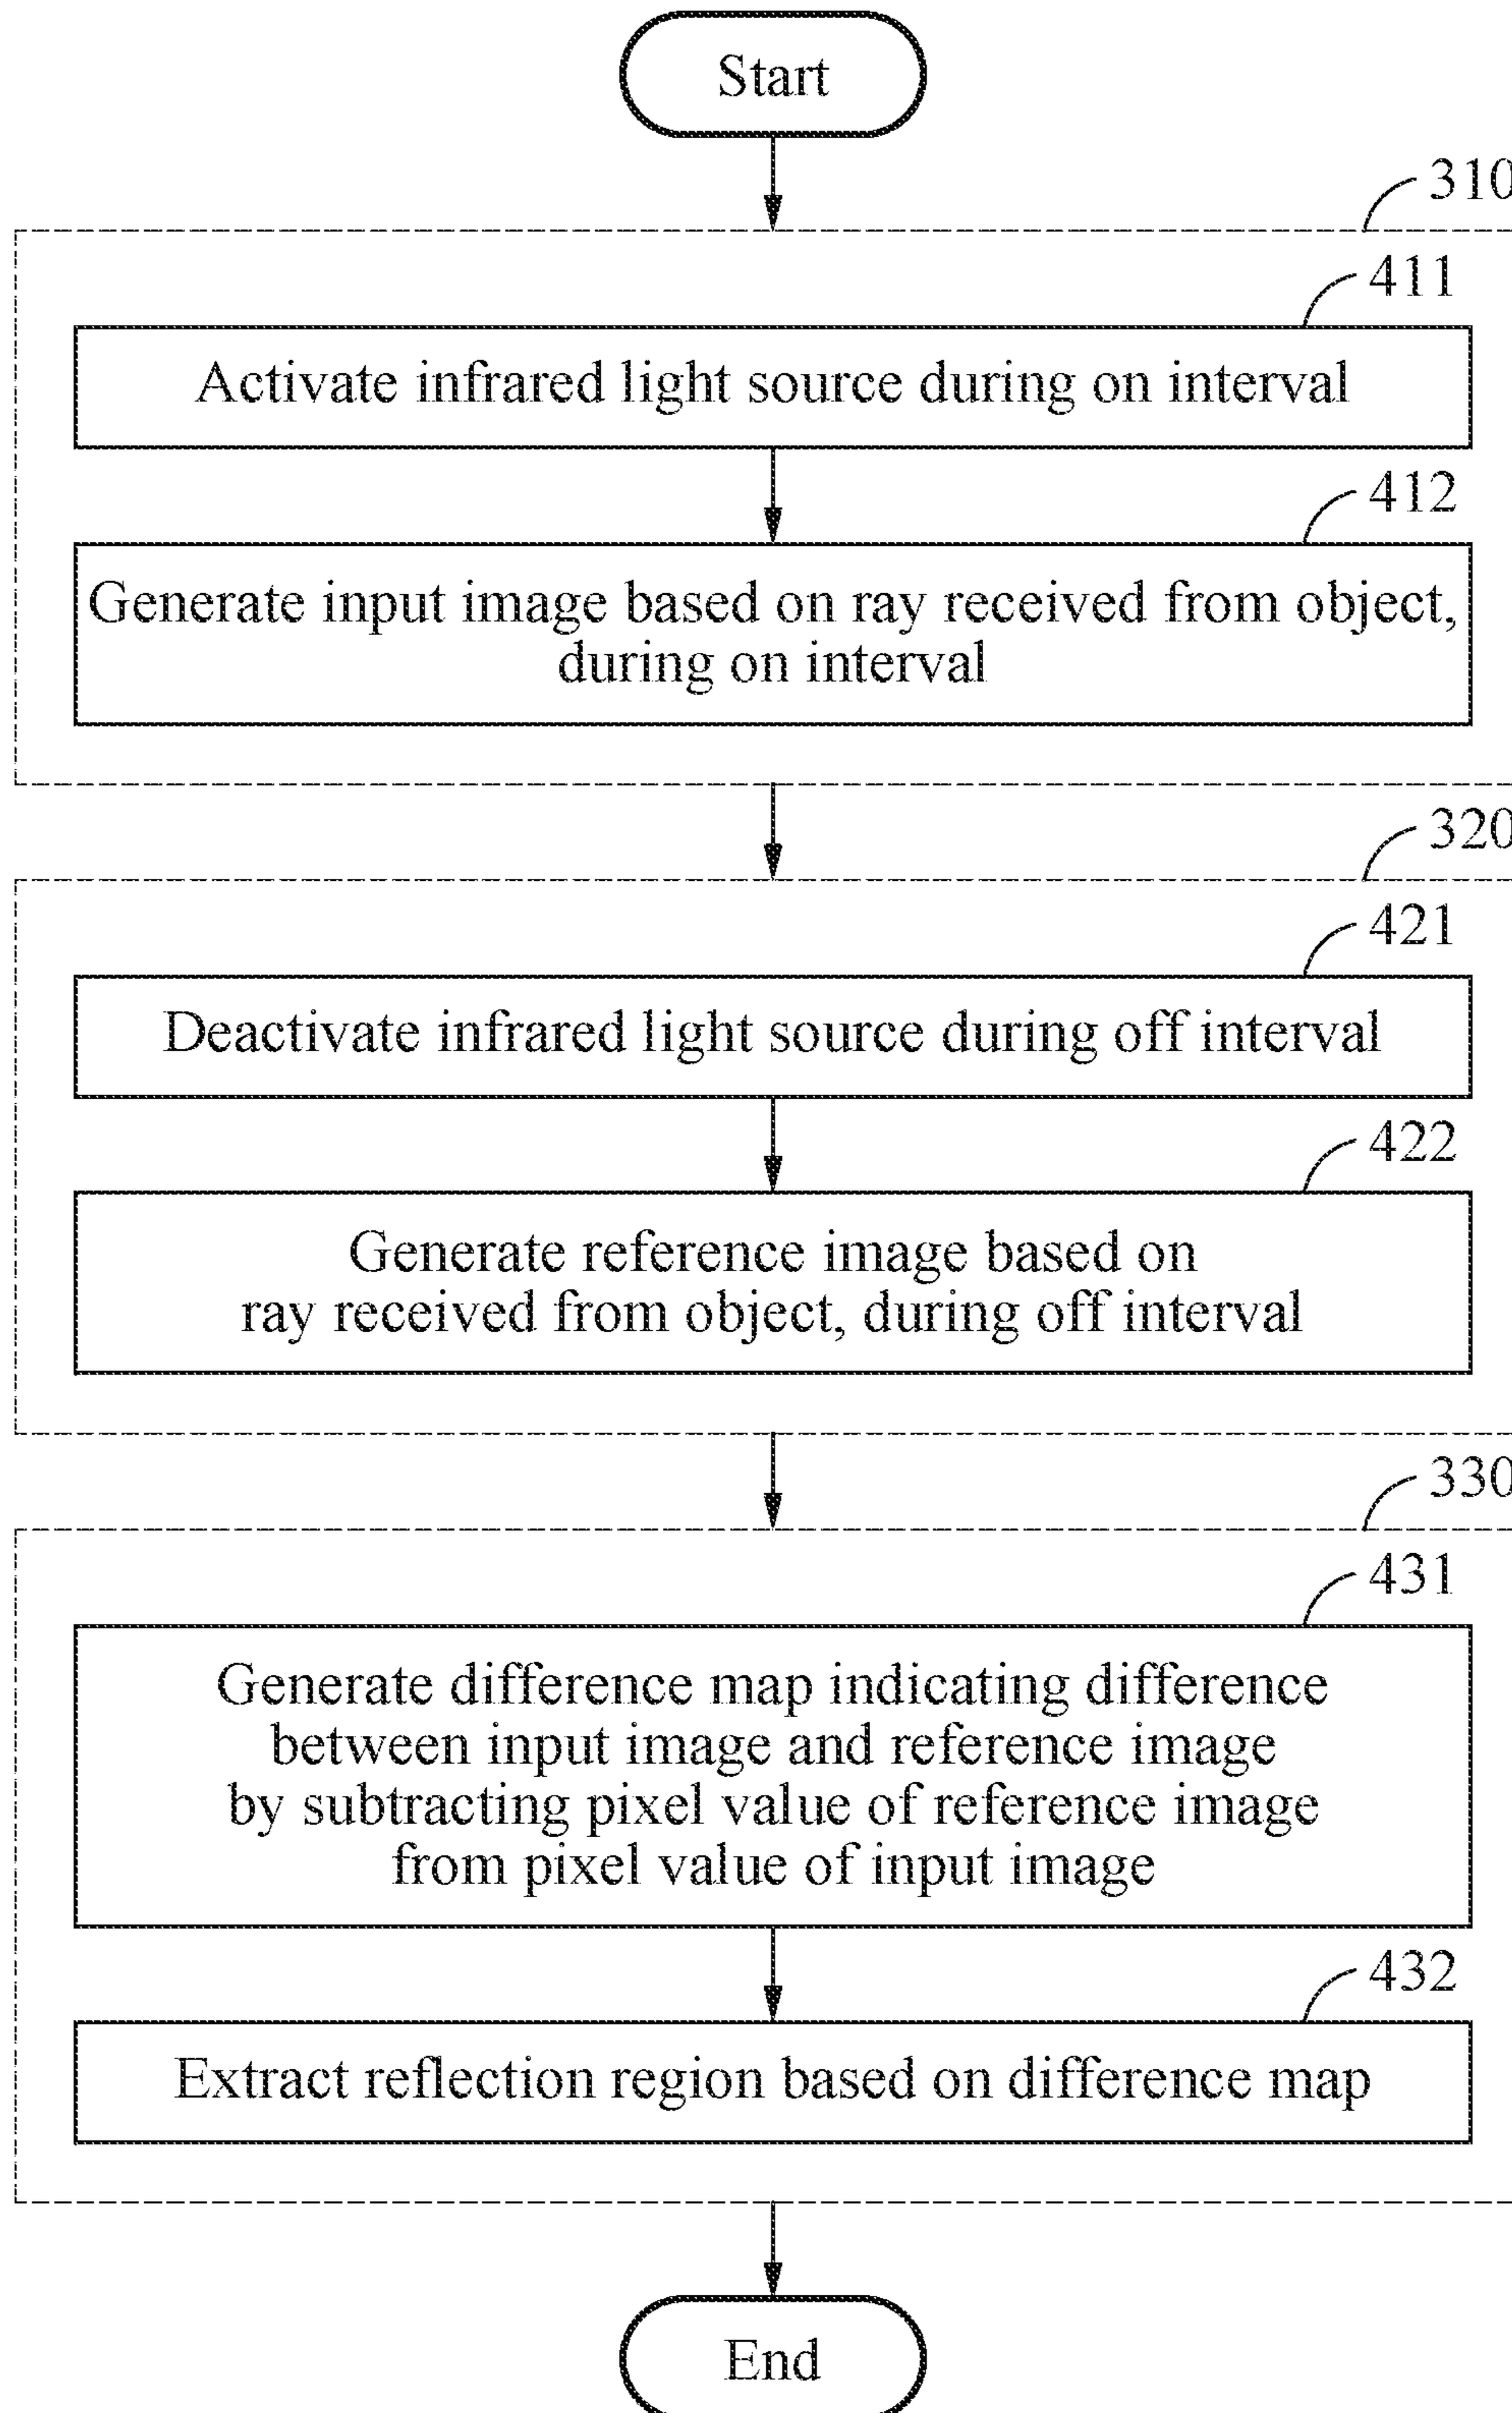 Start
310
411
Activate infrared light source during on interval
412
Generate input image based on ray received from object,
during on interval
320
421
Deactivate infrared light source during off interval
422
Generate reference image based on
ray received from object, during off interval
330
431
Generate difference map indicating difference
between input image and reference image
by subtracting pixel value of reference image
from pixel value of input image
432
Extract reflection region based on difference map
End